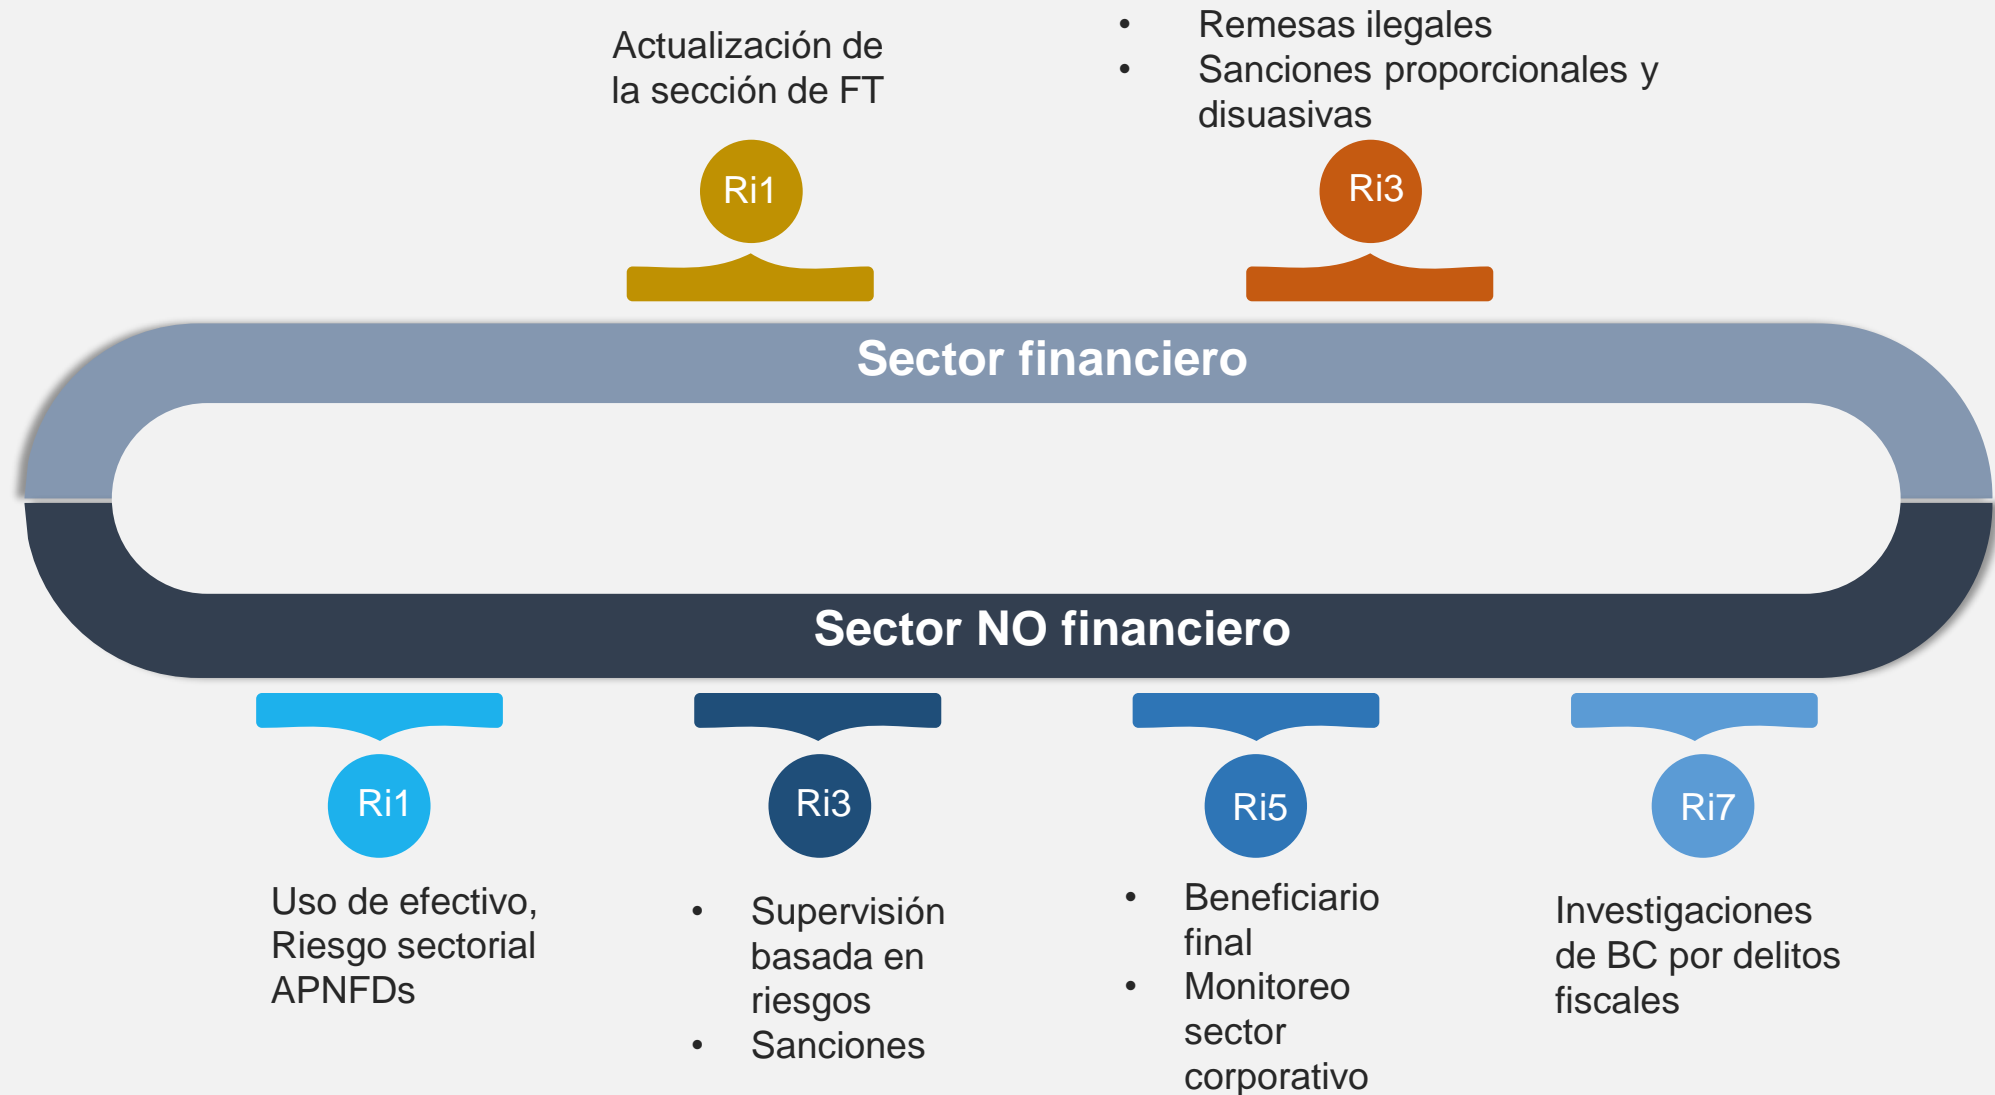 Actualización de
la sección de FT
• Remesas ilegales
• Sanciones proporcionales y
disuasivas
Ri1
Ri3
Sector financiero
Sector NO financiero
Ri1
Ri3
Ri5
Ri7
Uso de efectivo,
Riesgo sectorial
APNFDs
• Supervisión
basada en
riesgos
• Sanciones
• Beneficiario
final
• Monitoreo
sector
corporativo
Investigaciones
de BC por delitos
fiscales